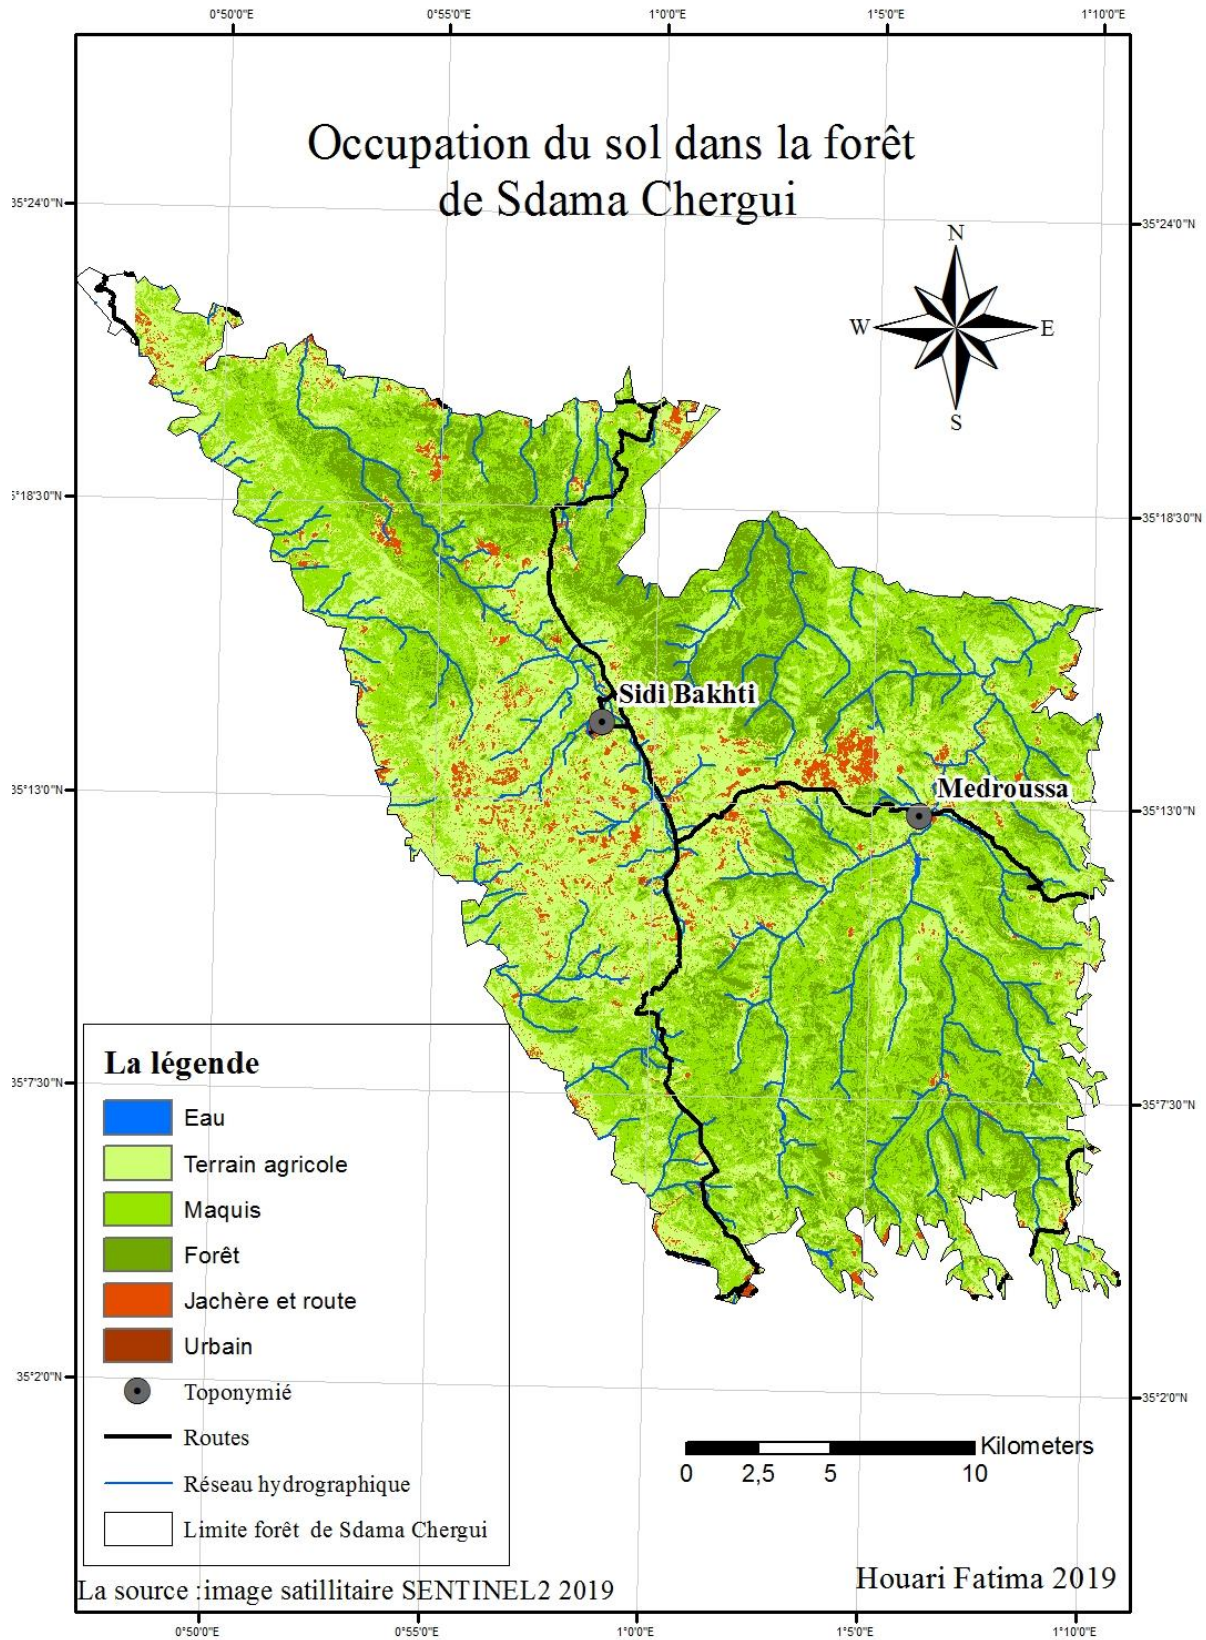 0°50'0"E 0°55'0"E 1°0'0"E 1°5'0"E 1°10'0"E
Occupation du sol dans la forêt
de Sdama Chergui
35°24'0"N
35°24'0"N
N
W E
S
5°18'30"N
35°18'30"N
Sidi Bakhti
Medroussa
35°13'0"N
35°13'0"N
La légende
Eau
Terrain agricole
Maquis
Forêt
Jachère et route
Urbain
Toponymié
Routes
Réseau hydrographique
Limite forêt de Sdama Chergui
35°7'30"N
35°7'30"N
35°2'0"N
35°2'0"N
Kilometers
0 2,5 5 10
La source :image satillitaire SENTINEL2 2019
Houari Fatima 2019
0°50'0"E 0°55'0"E 1°0'0"E 1°5'0"E 1°10'0"E